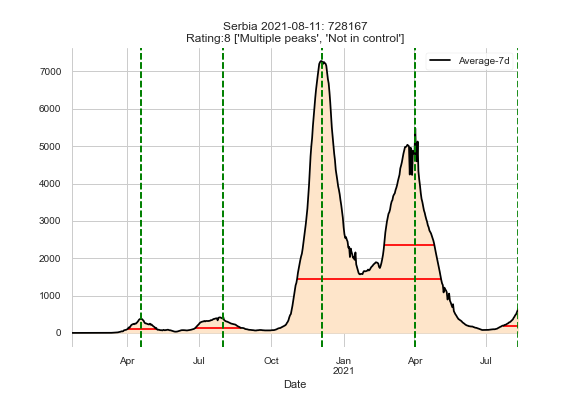 Serbia 2021-08-11: 728167
Rating:8 ['Multiple peaks', 'Not in control']
Average-7d
7000
6000
5000
4000
3000
2000
1000
0
Apr Jul Oct Jan Apr Jul
2021
Date